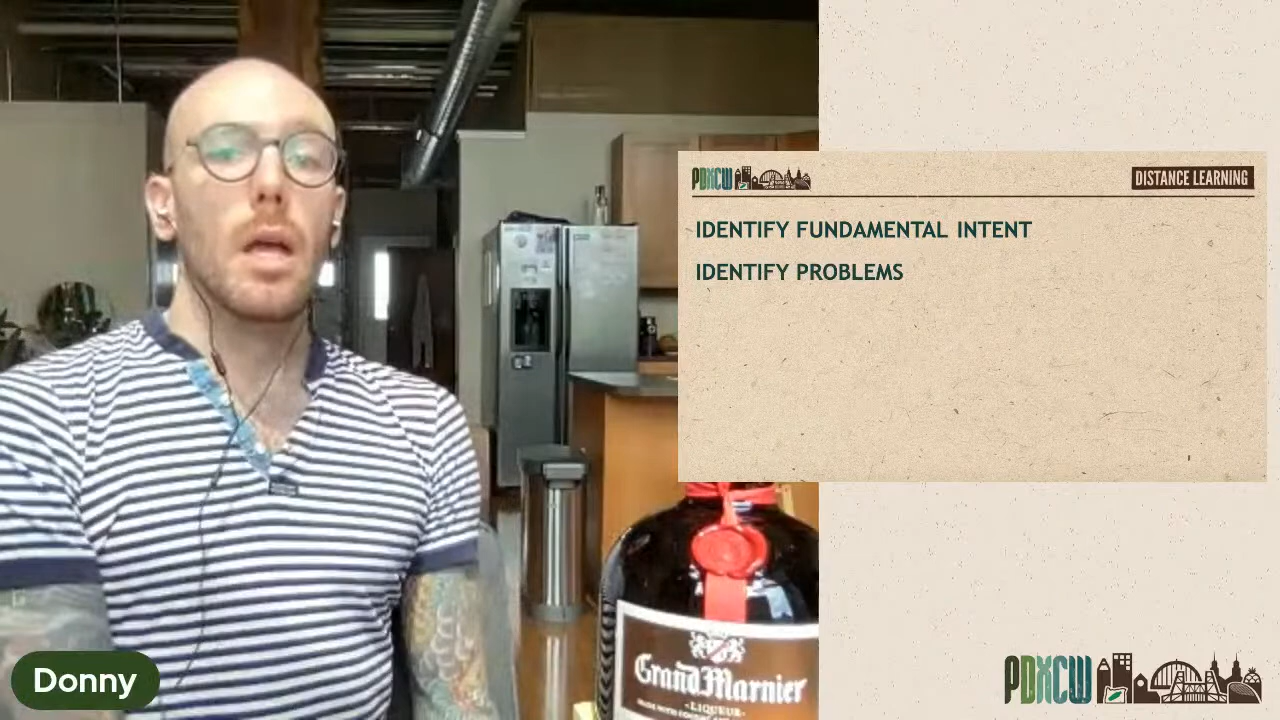 PDXCW
DISTANCE LEARNING
IDENTIFY FUNDAMENTAL INTENT
IDENTIFY PROBLEMS
Grand Marnier
LIQUEUR
Donny
PDXCW